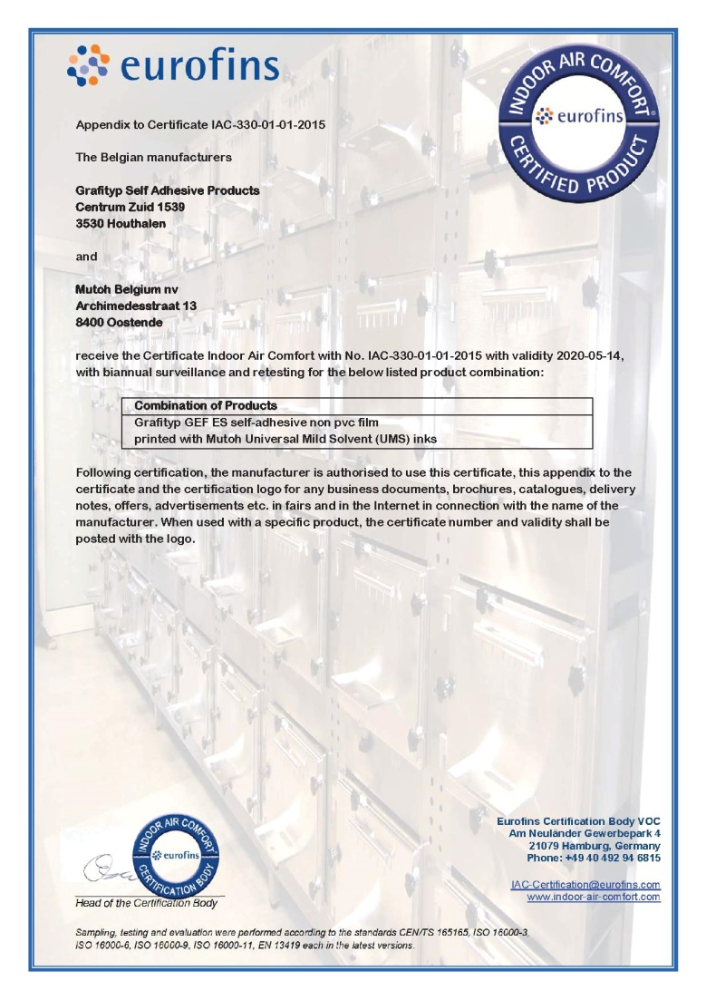 eurofins
INDOOR AIR COMFORT®
eurofins
CERTIFIED PRODUCT
Appendix to Certificate IAC-330-01-01-2015
The Belgian manufacturers
Grafityp Self Adhesive Products
Centrum Zuid 1539
3530 Houthalen
and
Mutoh Belgium nv
Archimedesstraat 13
8400 Oostende
receive the Certificate Indoor Air Comfort with No. IAC-330-01-01-2015 with validity 2020-05-14,
with biannual surveillance and retesting for the below listed product combination:
Combination of Products
Grafityp GEF ES self-adhesive non pvc film
printed with Mutoh Universal Mild Solvent (UMS) inks
Following certification, the manufacturer is authorised to use this certificate, this appendix to the
certificate and the certification logo for any business documents, brochures, catalogues, delivery
notes, offers, advertisements etc. in fairs and in the Internet in connection with the name of the
manufacturer. When used with a specific product, the certificate number and validity shall be
posted with the logo.
INDOOR AIR COMFORT
eurofins
CERTIFICATION BODY
Head of the Certification Body
Eurofins Certification Body VOC
Am Neuländer Gewerbepark 4
21079 Hamburg, Germany
Phone: +49 40 492 94 6815
IAC-Certification@eurofins.com
www.indoor-air-comfort.com
Sampling, testing and evaluation were performed according to the standards CEN/TS 165165, ISO 16000-3,
ISO 16000-6, ISO 16000-9, ISO 16000-11, EN 13419 each in the latest versions.